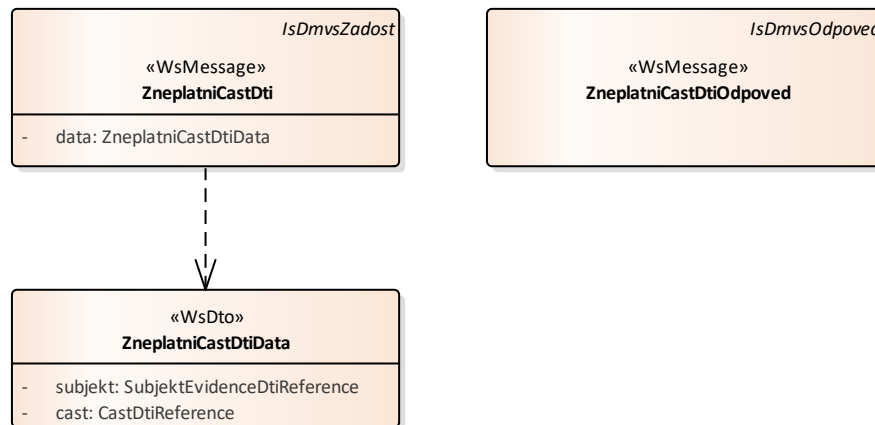 IsDmvsZadost
«WsMessage»
ZneplatniCastDti
- data: ZneplatniCastDtiData
IsDmvsOdpoved
«WsMessage»
ZneplatniCastDtiOdpoved
«WsDto»
ZneplatniCastDtiData
- subjekt: SubjektEvidenceDtiReference
- cast: CastDtiReference